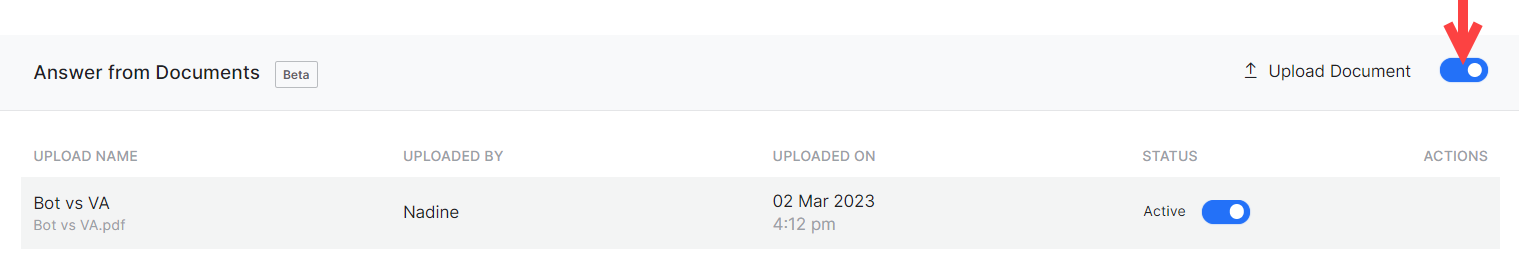 Answer from Documents Beta Upload Document
UPLOAD NAME UPLOADED BY UPLOADED ON STATUS ACTIONS
Bot vs VA Nadine 02 Mar 2023 Active
Bot vs VA.pdf 4:12 pm